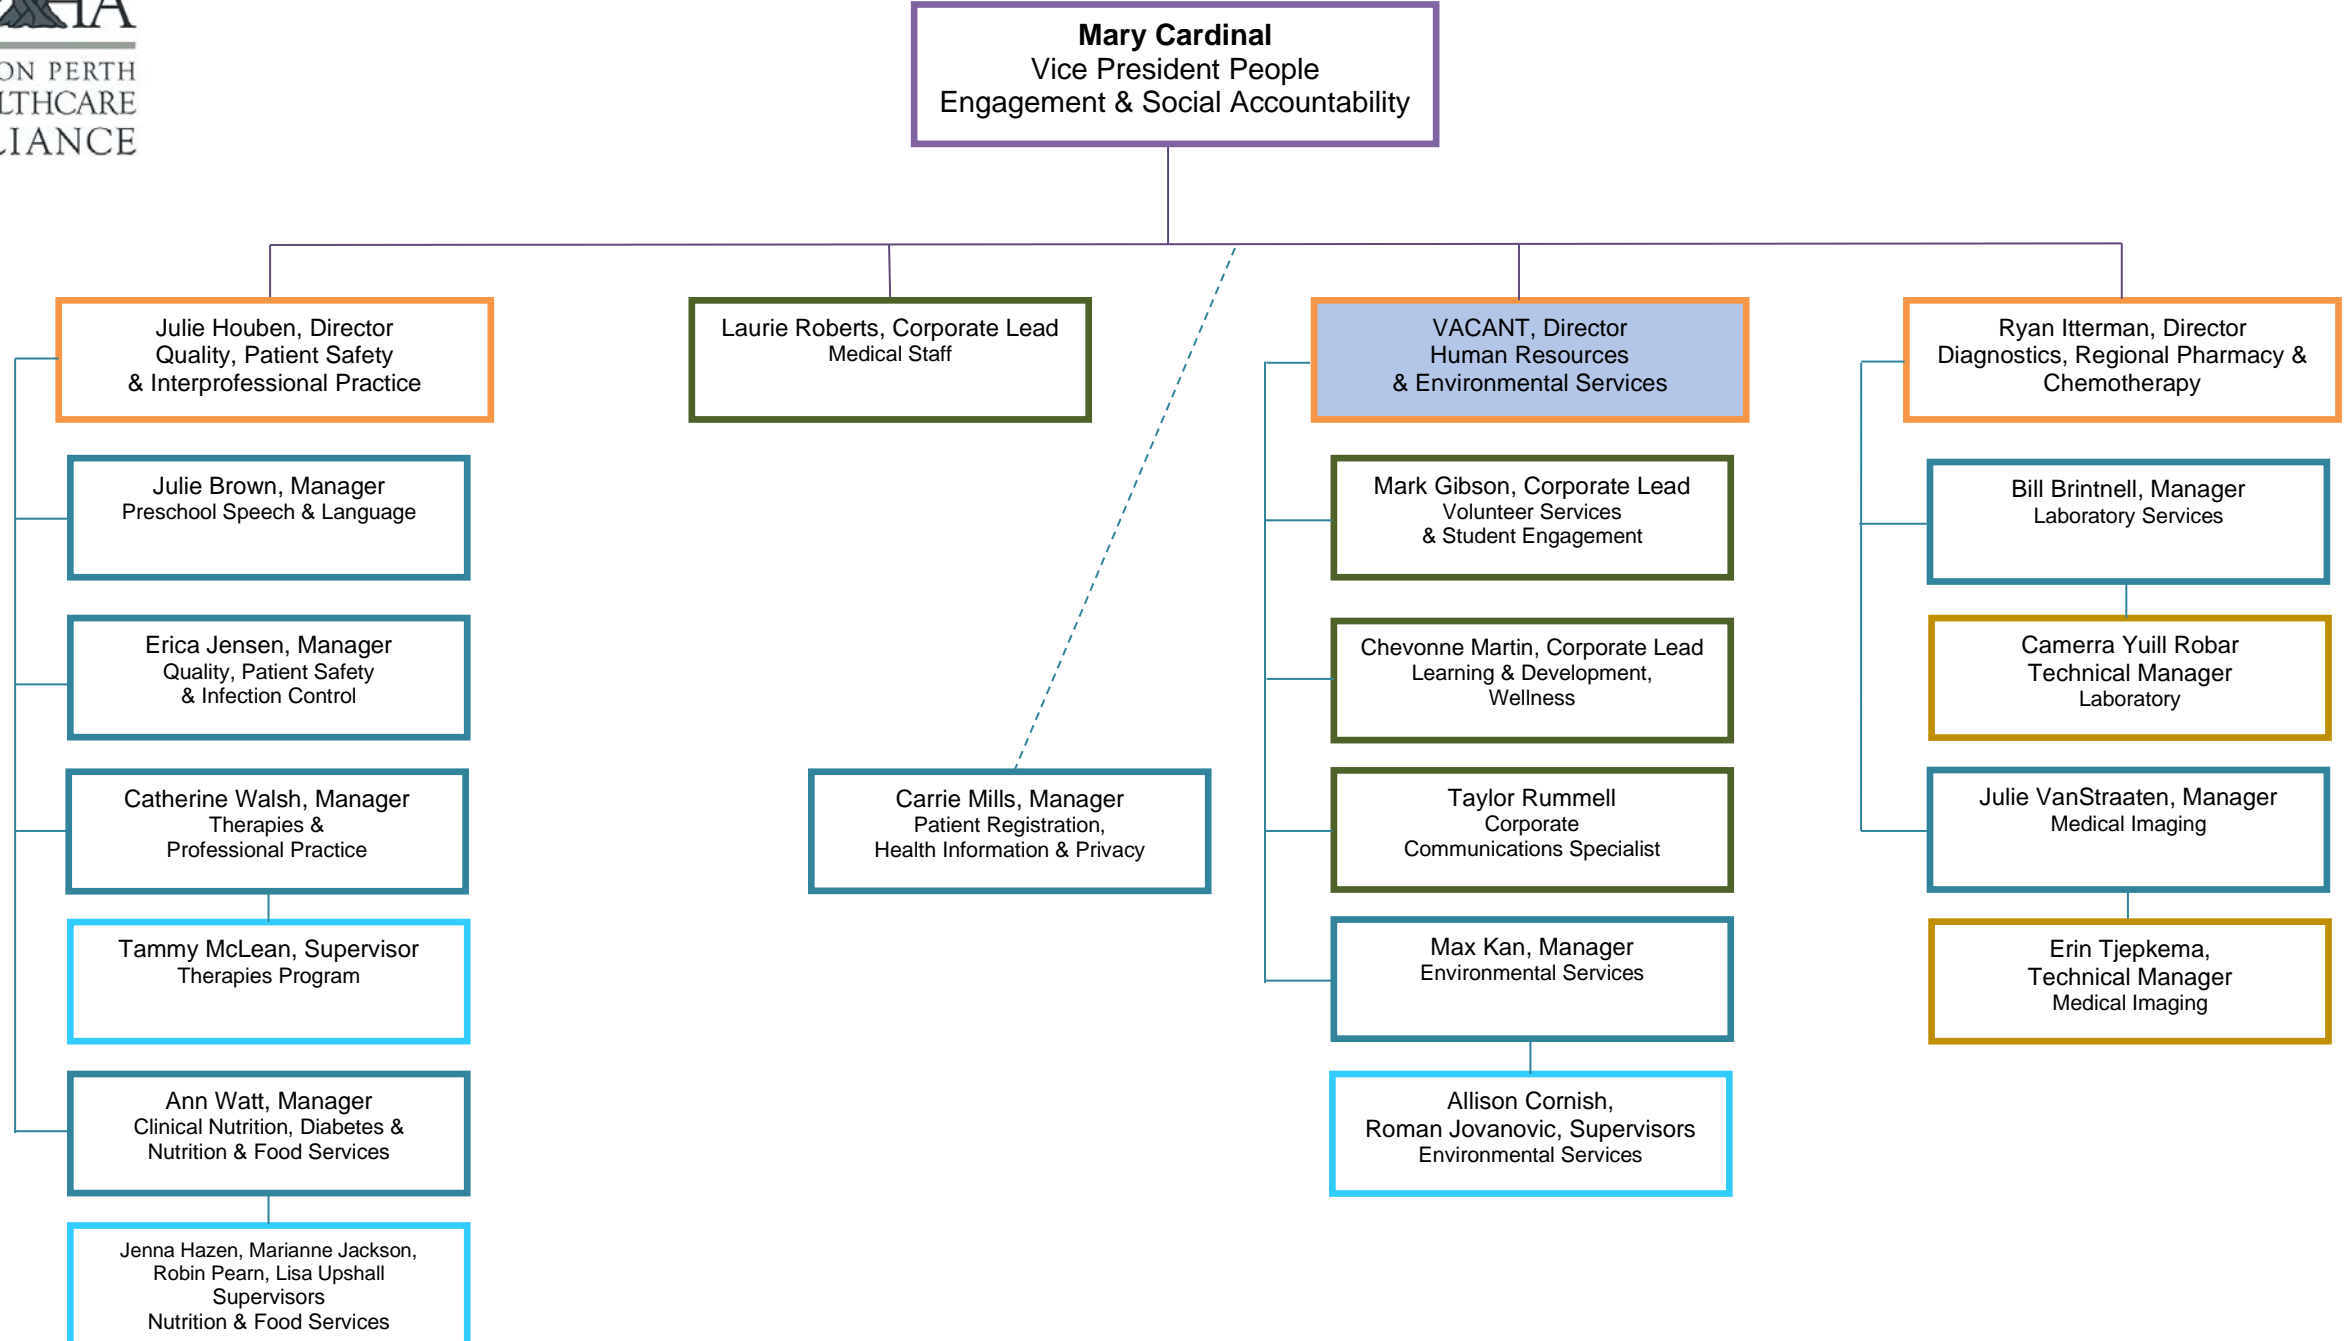 HA
ON PERTH
LTHCARE
LIANCE
Mary Cardinal
Vice President People
Engagement & Social Accountability
Julie Houben, Director
Quality, Patient Safety
& Interprofessional Practice
Julie Brown, Manager
Preschool Speech & Language
Erica Jensen, Manager
Quality, Patient Safety
& Infection Control
Catherine Walsh, Manager
Therapies &
Professional Practice
Tammy McLean, Supervisor
Therapies Program
Ann Watt, Manager
Clinical Nutrition, Diabetes &
Nutrition & Food Services
Jenna Hazen, Marianne Jackson,
Robin Pearn, Lisa Upshall
Supervisors
Nutrition & Food Services
Laurie Roberts, Corporate Lead
Medical Staff
Carrie Mills, Manager
Patient Registration,
Health Information & Privacy
VACANT, Director
Human Resources
& Environmental Services
Mark Gibson, Corporate Lead
Volunteer Services
& Student Engagement
Chevonne Martin, Corporate Lead
Learning & Development,
Wellness
Taylor Rummell
Corporate
Communications Specialist
Max Kan, Manager
Environmental Services
Allison Cornish,
Roman Jovanovic, Supervisors
Environmental Services
Ryan Itterman, Director
Diagnostics, Regional Pharmacy &
Chemotherapy
Bill Brintnell, Manager
Laboratory Services
Camerra Yuill Robar
Technical Manager
Laboratory
Julie VanStraaten, Manager
Medical Imaging
Erin Tjepkema,
Technical Manager
Medical Imaging